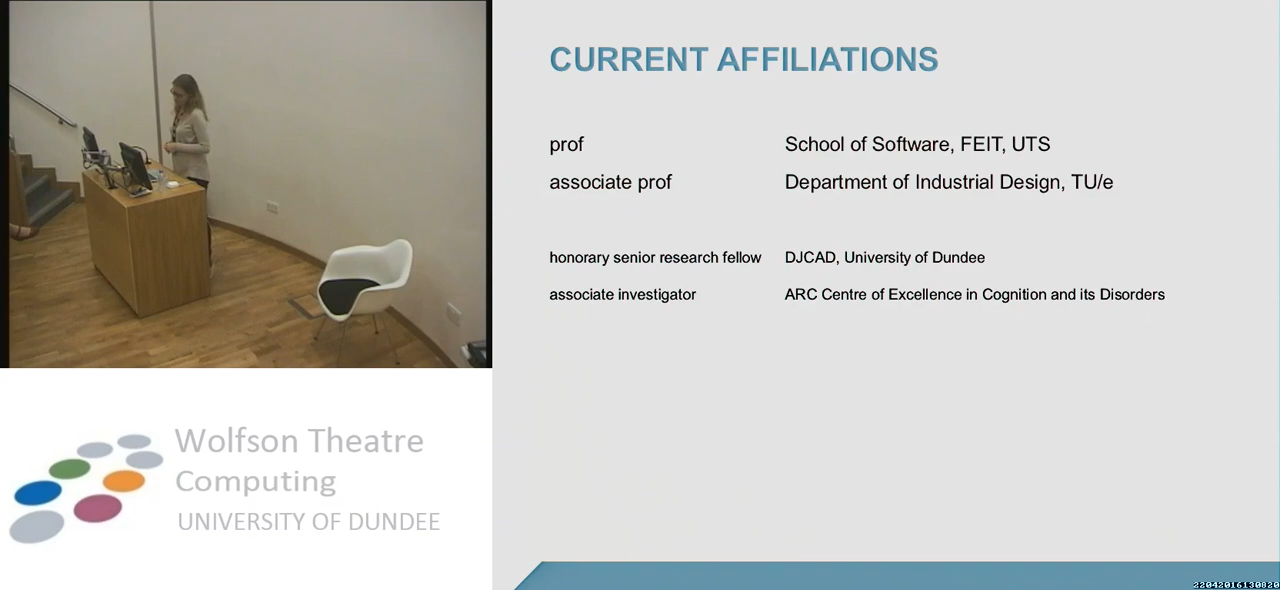 CURRENT AFFILIATIONS
prof School of Software, FEIT, UTS
associate prof Department of Industrial Design, TU/e
honorary senior research fellow DJCAD, University of Dundee
associate investigator ARC Centre of Excellence in Cognition and its Disorders
Wolfson Theatre
Computing
UNIVERSITY OF DUNDEE
22042016130820